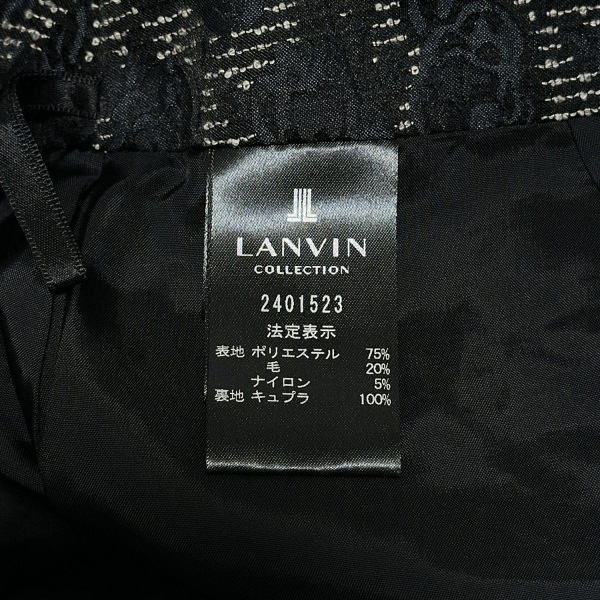 LANVIN
COLLECTION
2401523
法定表示
表地 ポリエステル 75%
毛 20%
ナイロン 5%
裏地 キュプラ 100%